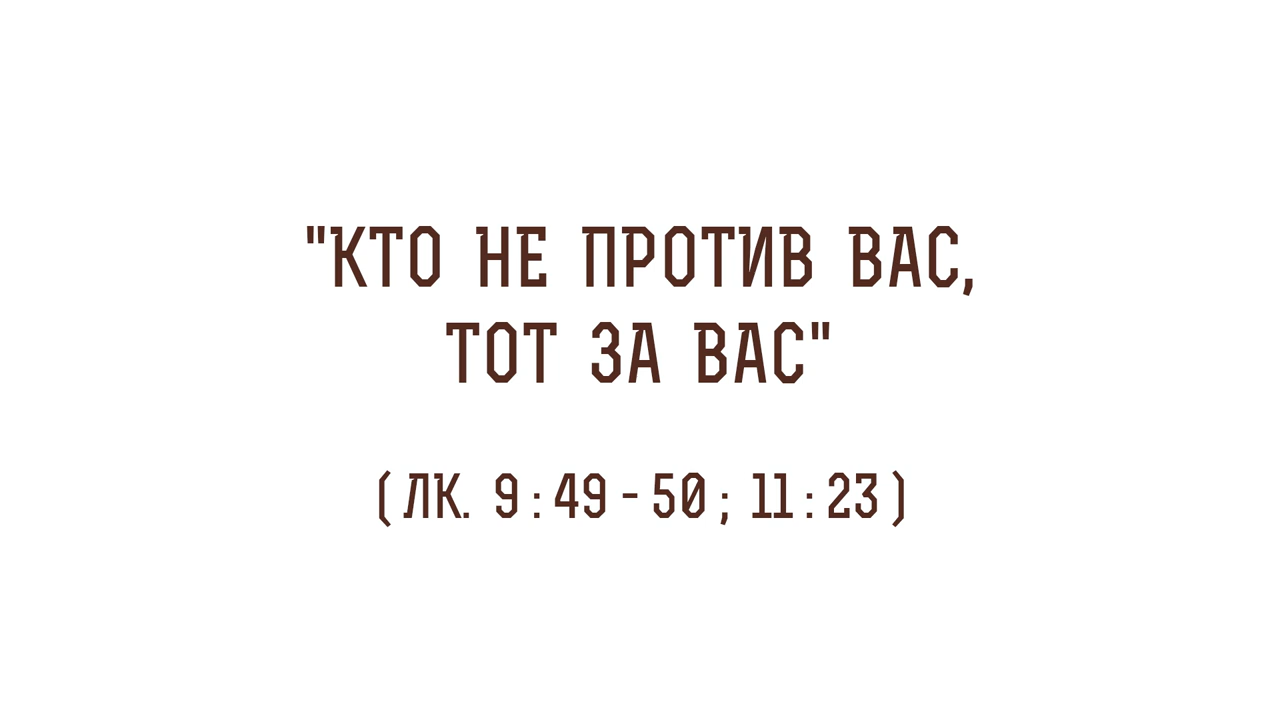 "КТО НЕ ПРОТИВ ВАС,
ТОТ ЗА ВАС"
(ЛК. 9:49-50; 11:23)